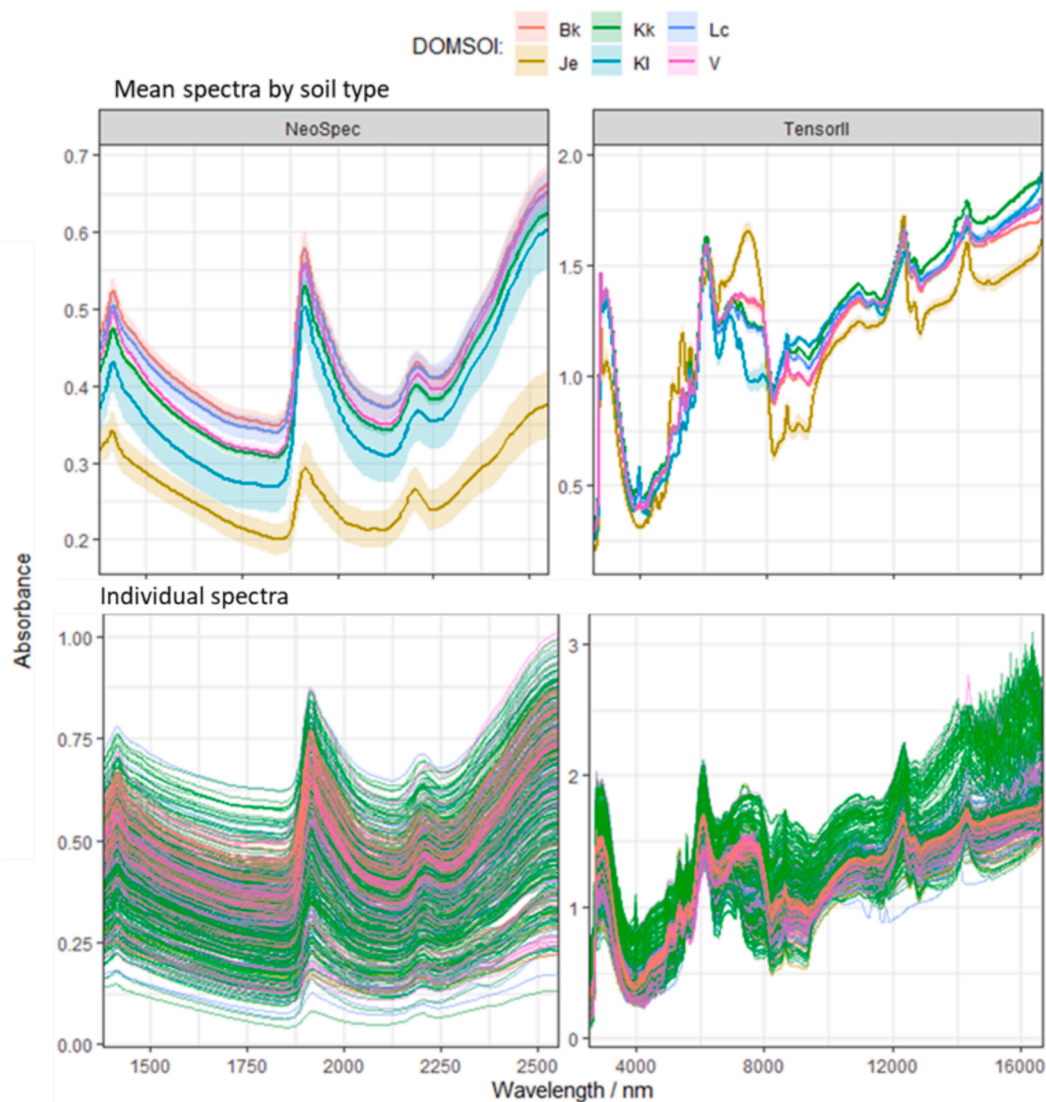 DOMSOI: Bk Kk Lc
Je Kl V
Mean spectra by soil type
NeoSpec TensorII
0.7
0.6
0.5
0.4
0.3
0.2
2.0
1.5
1.0
0.5
Individual spectra
Absorbance
1.00
0.75
0.50
0.25
0.00
3
2
1
0
1500 1750 2000 2250 2500
4000 8000 12000 16000
Wavelength / nm